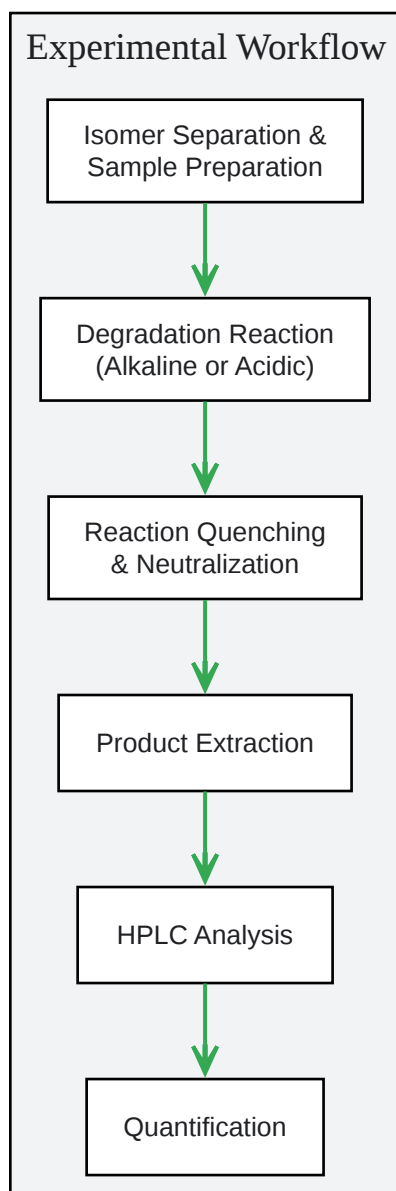 Experimental Workflow
Isomer Separation &
Sample Preparation
Degradation Reaction
(Alkaline or Acidic)
Reaction Quenching
& Neutralization
Product Extraction
HPLC Analysis
Quantification